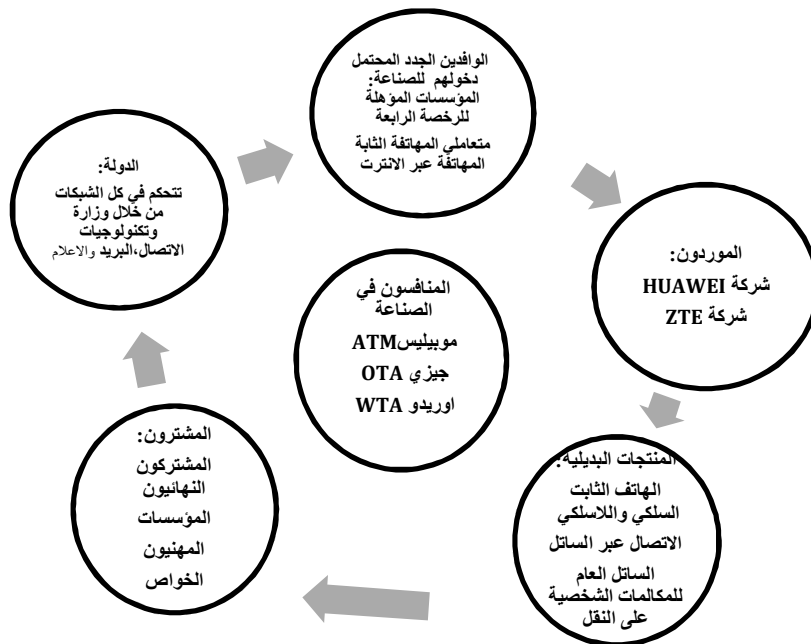 الوافدين الجدد المحتمل
دخولهم للصناعة:
المؤسسات المؤهلة
للرخصة الرابعة
متعاملي المهاتفة الثابة
المهاتفة عبر الانترت
الموردون:
شركة HUAWEI
شركة ZTE
المنتجات البديلية:
الهاتف الثابت
السلكي واللاسلكي
الاتصال عبر الساتل
الساتل العام
للمكالمات الشخصية
على النقل
المشترون:
المشتركون
النهائيون
المؤسسات
المهنيون
الخواص
الدولة:
تتحكم في كل الشبكات
من خلال وزارة
وتكنولوجيات
الاتصال،البريد والاعلام
المنافسون في
الصناعة
موبيليسATM
جيزي OTA
اوريدو WTA